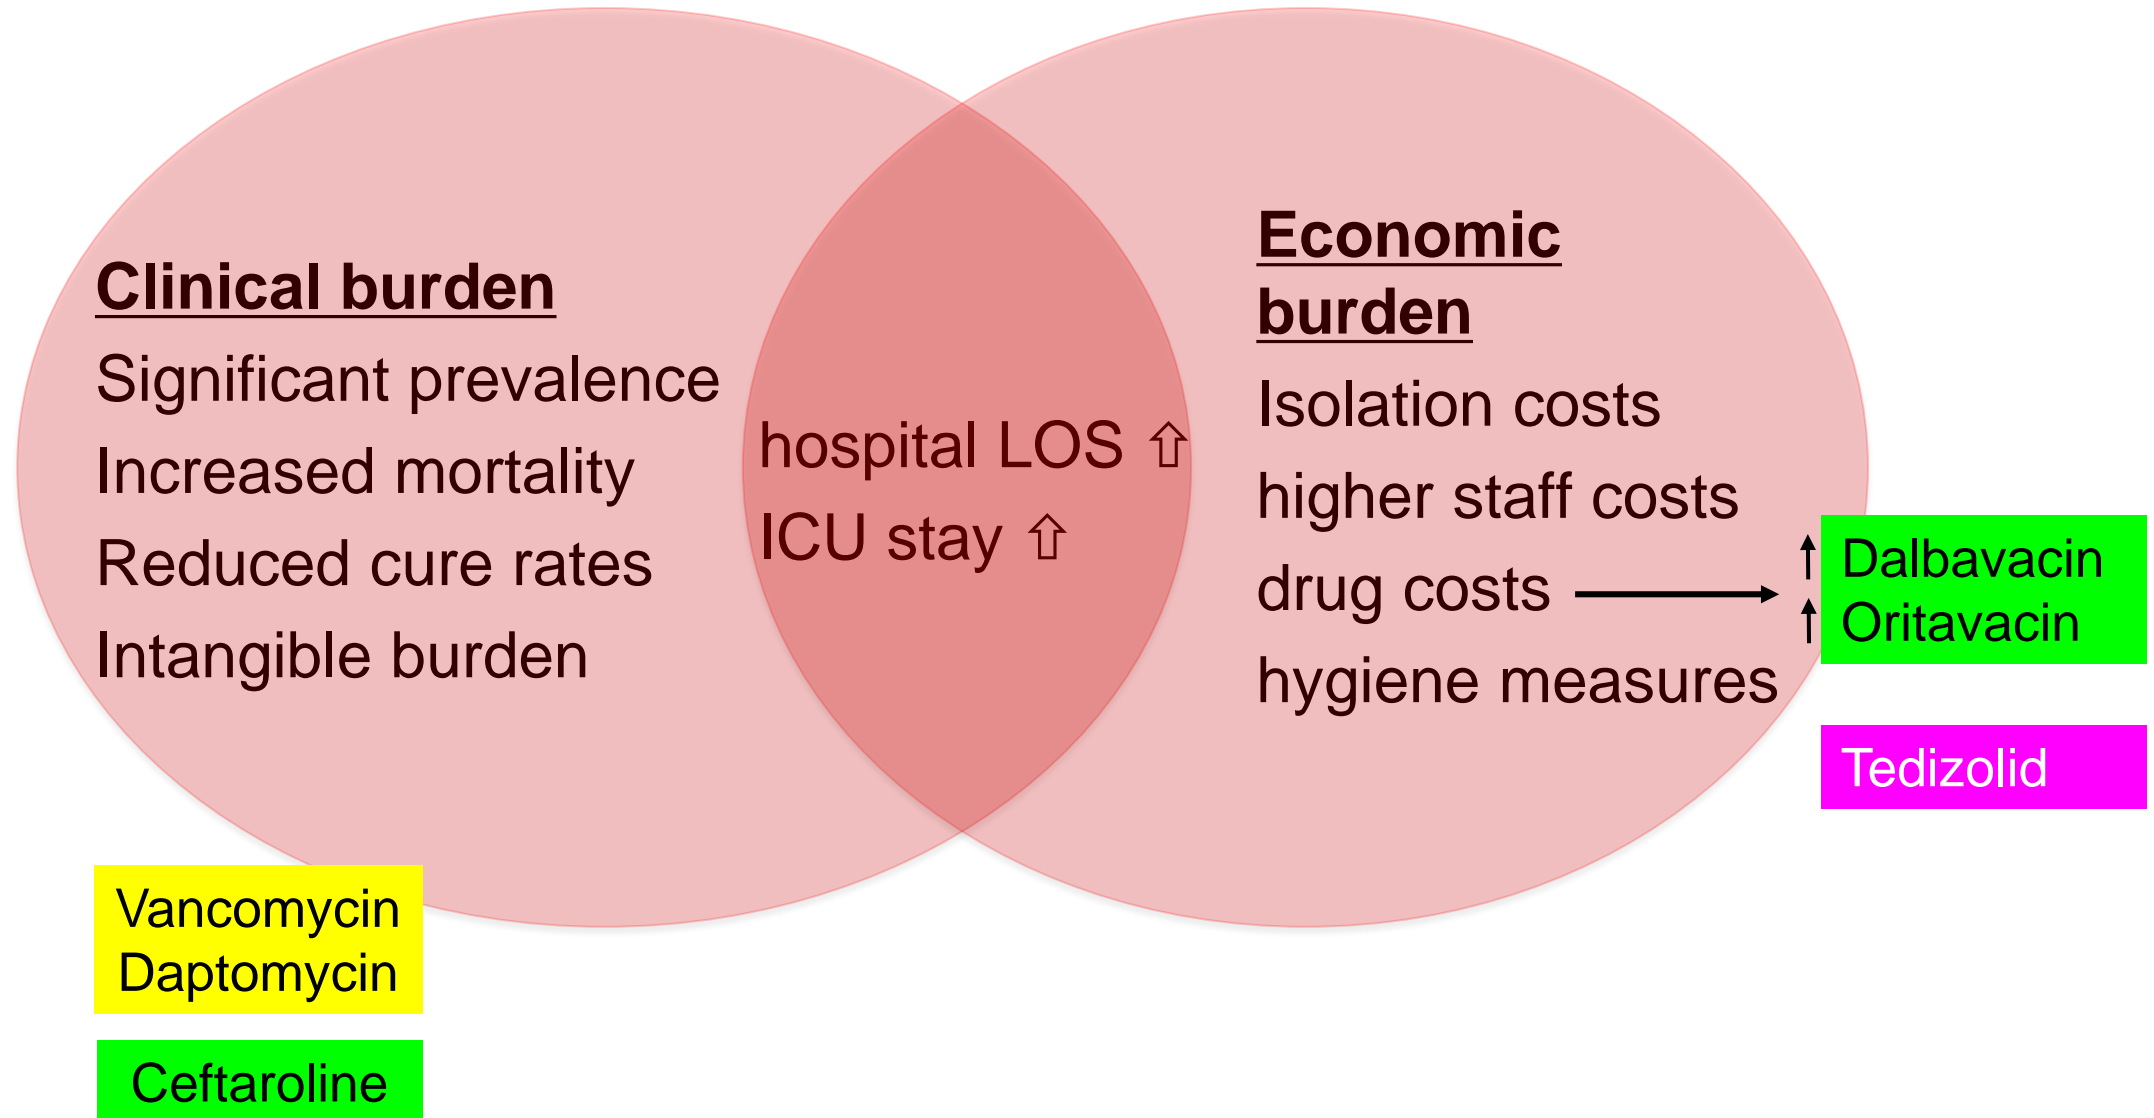 Clinical burden
Significant prevalence
Increased mortality
Reduced cure rates
Intangible burden
hospital LOS ⇧
ICU stay ⇧
Economic
burden
Isolation costs
higher staff costs
drug costs
hygiene measures
Dalbavacin
Oritavacin
Tedizolid
Vancomycin
Daptomycin
Ceftaroline